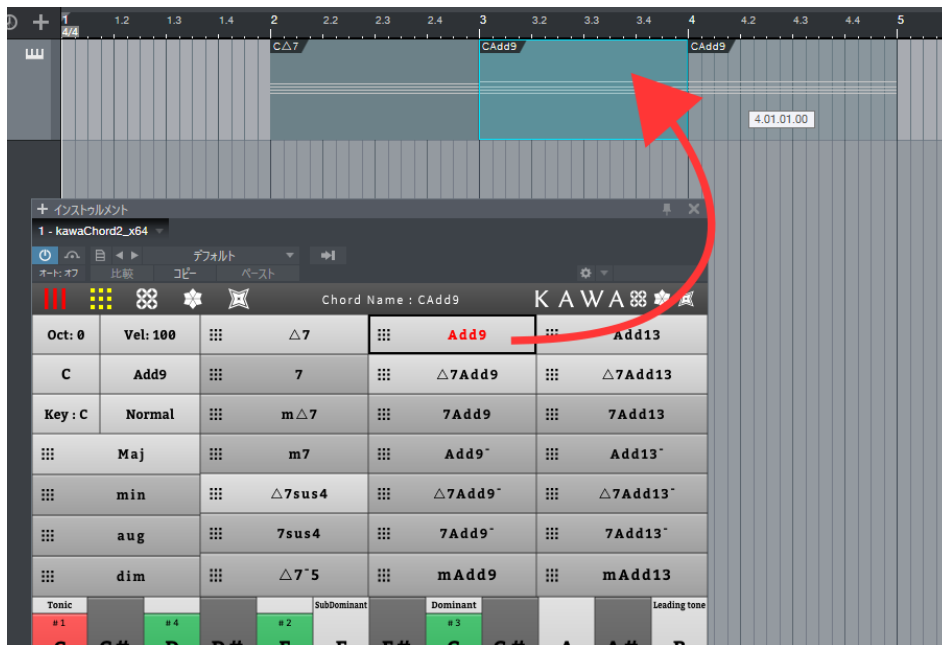 1 1.2 1.3 1.4 2 2.2 2.3 2.4 3 3.2 3.3 3.4 4 4.2 4.3 4.4 5
4/4
C△7 CAdd9 CAdd9
4.01.01.00
インストゥルメント
1 - kawaChord2_x64
デフォルト
オート: オフ 比較 コピー ペースト
Chord Name : CAdd9 KAWA
Oct: 0 Vel: 100 △7 Add9 Add13
C Add9 7 △7Add9 △7Add13
Key : C Normal m△7 7Add9 7Add13
Maj m7 Add9- Add13-
min △7sus4 △7Add9- △7Add13-
aug 7sus4 7Add9- 7Add13-
dim △7-5 mAdd9 mAdd13
Tonic SubDominant Dominant Leading tone
#1 #4 #2 #3